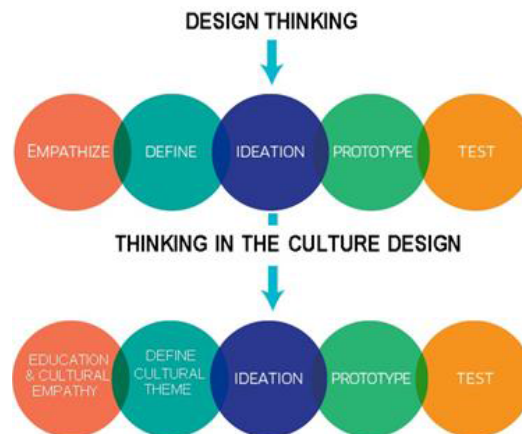 DESIGN THINKING
EMPATHIZE
DEFINE
IDEATION
PROTOTYPE
TEST
THINKING IN THE CULTURE DESIGN
EDUCATION
& CULTURAL
EMPATHY
DEFINE
CULTURAL
THEME
IDEATION
PROTOTYPE
TEST